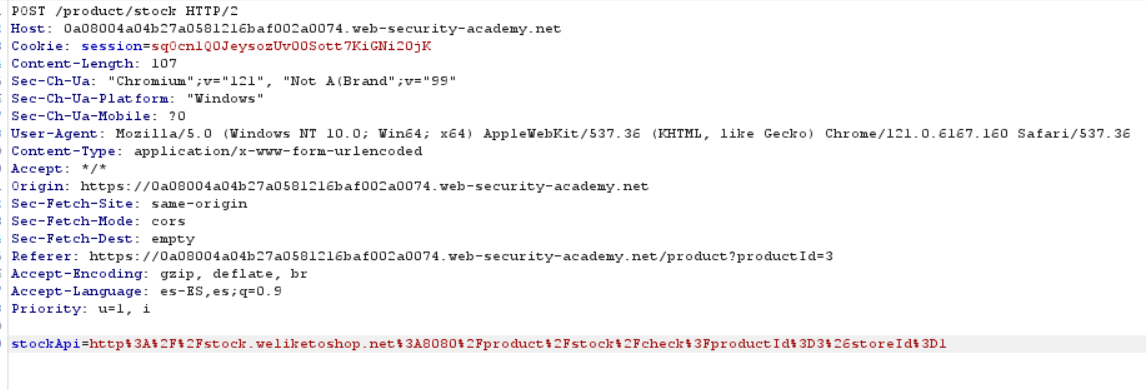 POST /product/stock HTTP/2
Host: 0a08004a04b27a0581216baf002a0074.web-security-academy.net
Cookie: session=sq0cnlQ0JeysozUv00Sott7KiGNi20jK
Content-Length: 107
Sec-Ch-Ua: "Chromium";v="121", "Not A(Brand";v="99"
Sec-Ch-Ua-Platform: "Windows"
Sec-Ch-Ua-Mobile: ?0
User-Agent: Mozilla/5.0 (Windows NT 10.0; Win64; x64) AppleWebKit/537.36 (KHTML, like Gecko) Chrome/121.0.6167.160 Safari/537.36
Content-Type: application/x-www-form-urlencoded
Accept: */*
Origin: https://0a08004a04b27a0581216baf002a0074.web-security-academy.net
Sec-Fetch-Site: same-origin
Sec-Fetch-Mode: cors
Sec-Fetch-Dest: empty
Referer: https://0a08004a04b27a0581216baf002a0074.web-security-academy.net/product?productId=3
Accept-Encoding: gzip, deflate, br
Accept-Language: es-ES,es;q=0.9
Priority: u=1, i
stockApi=http%3A%2F%2Fstock.weliketoshop.net%3A8080%2Fproduct%2Fstock%2Fcheck%3FproductId%3D3%26storeId%3D1